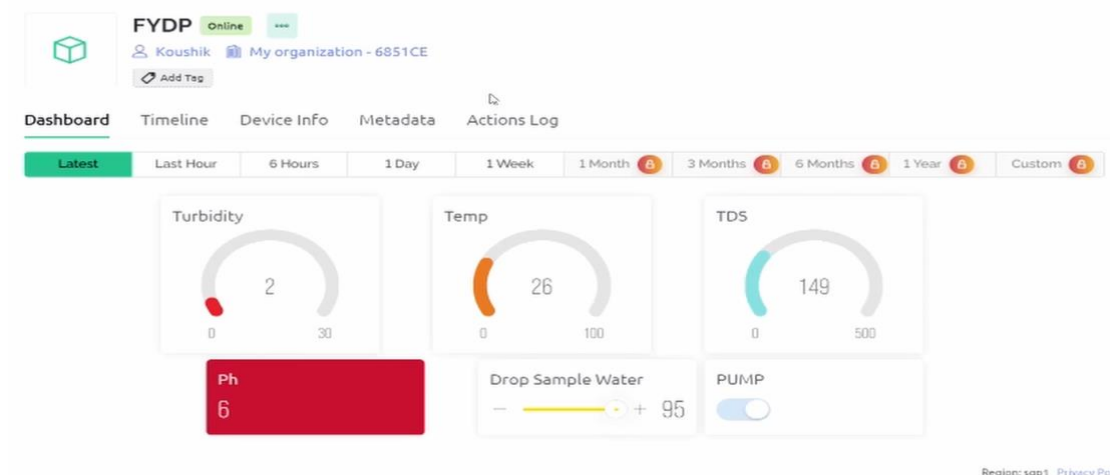 FYDP Online
Koushik My organization - 6851CE
Add Tag
Dashboard Timeline Device Info Metadata Actions Log
Latest Last Hour 6 Hours 1 Day 1 Week 1 Month 3 Months 6 Months 1 Year Custom
Turbidity Temp TDS
2 26 149
0 30 0 100 0 500
Ph Drop Sample Water PUMP
6 − + 95
Region: sgp1 Privacy Po